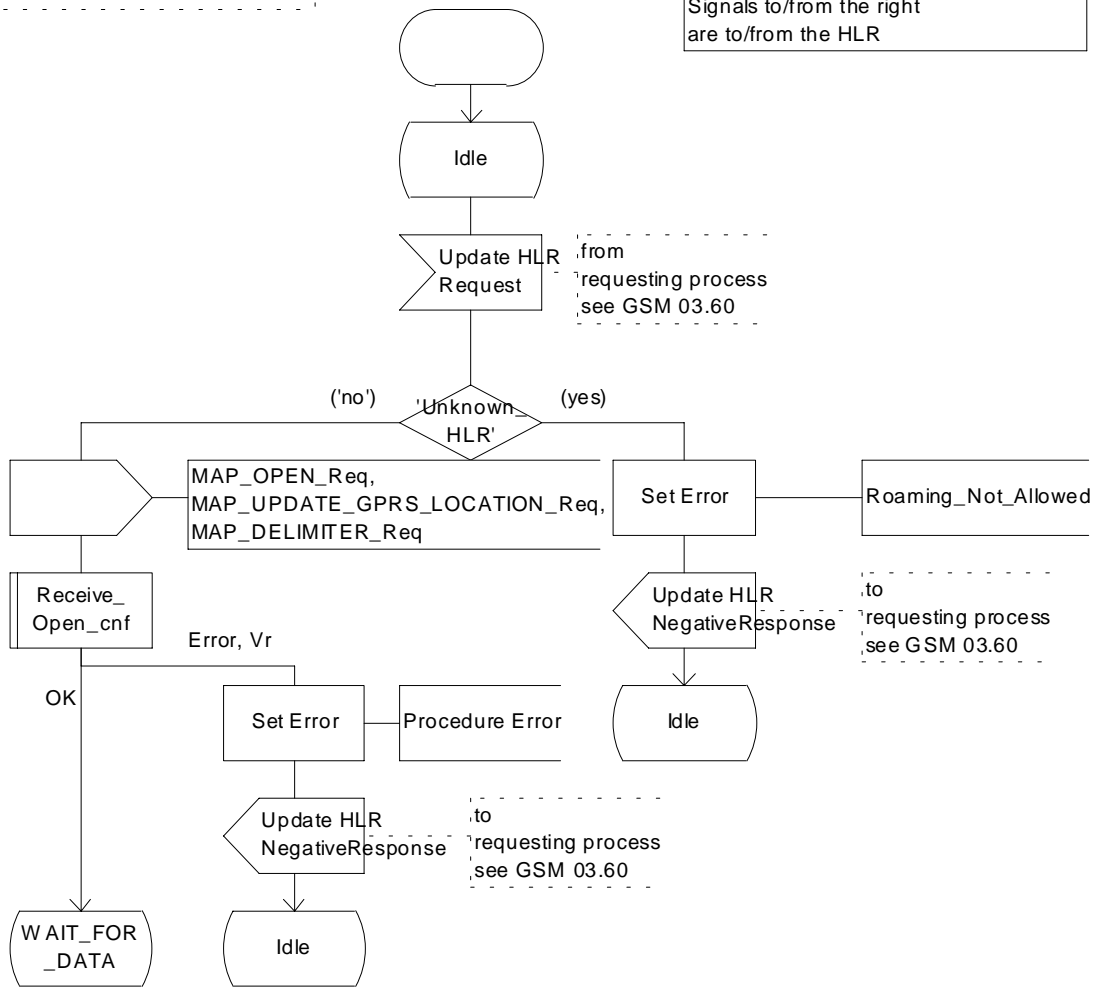 Signals to/from the right
are to/from the HLR
Idle
Update HLR
Request
from
requesting process
see GSM 03.60
('no')
'Unknown_
HLR'
(yes)
MAP_OPEN_Req,
MAP_UPDATE_GPRS_LOCATION_Req,
MAP_DELIMITER_Req
Set Error
Roaming_Not_Allowed
Receive_
Open_cnf
Update HLR
NegativeResponse
to
requesting process
see GSM 03.60
Error, Vr
OK
Set Error
Procedure Error
Idle
Update HLR
NegativeResponse
to
requesting process
see GSM 03.60
WAIT_FOR
_DATA
Idle